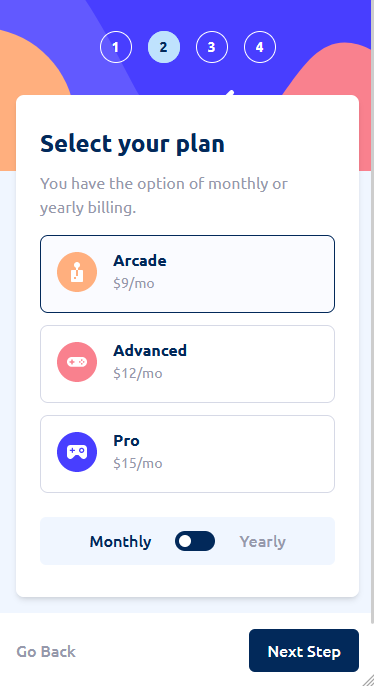 1 2 3 4
Select your plan
You have the option of monthly or
yearly billing.
Arcade
$9/mo
Advanced
$12/mo
Pro
$15/mo
Monthly Yearly
Go Back Next Step